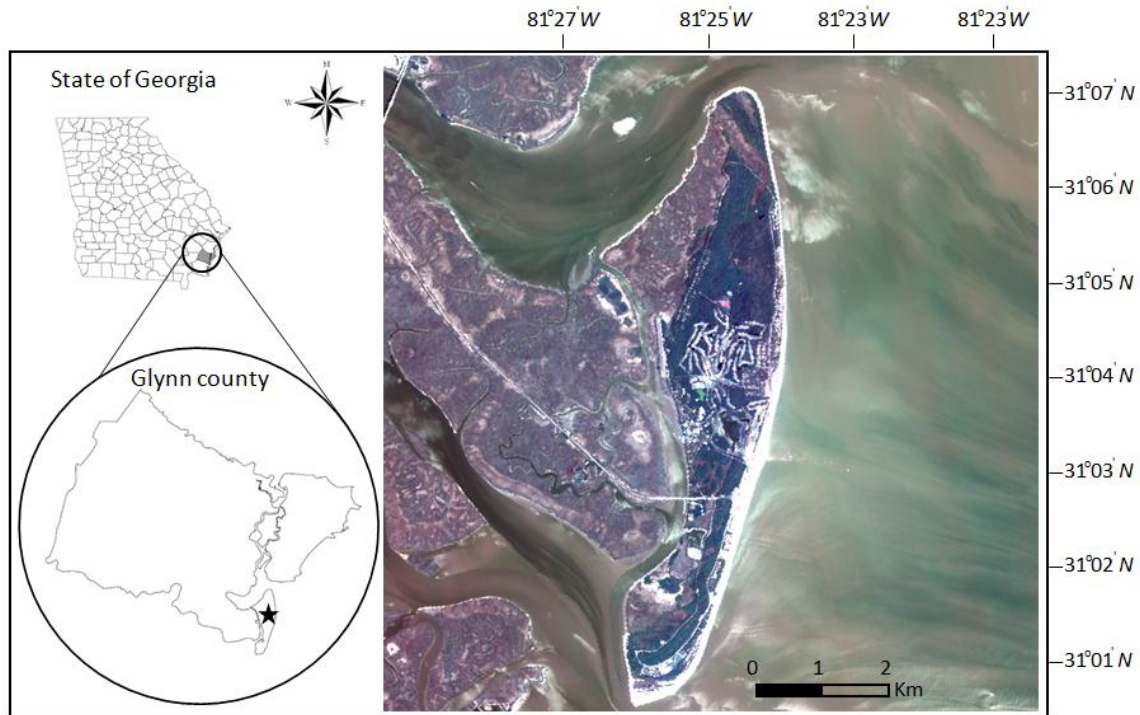 81°27'W 81°25'W 81°23'W 81°23'W
State of Georgia
N
W E
S
31°07' N
31°06' N
31°05' N
31°04' N
Glynn county
31°03' N
31°02' N
31°01' N
0 1 2
Km